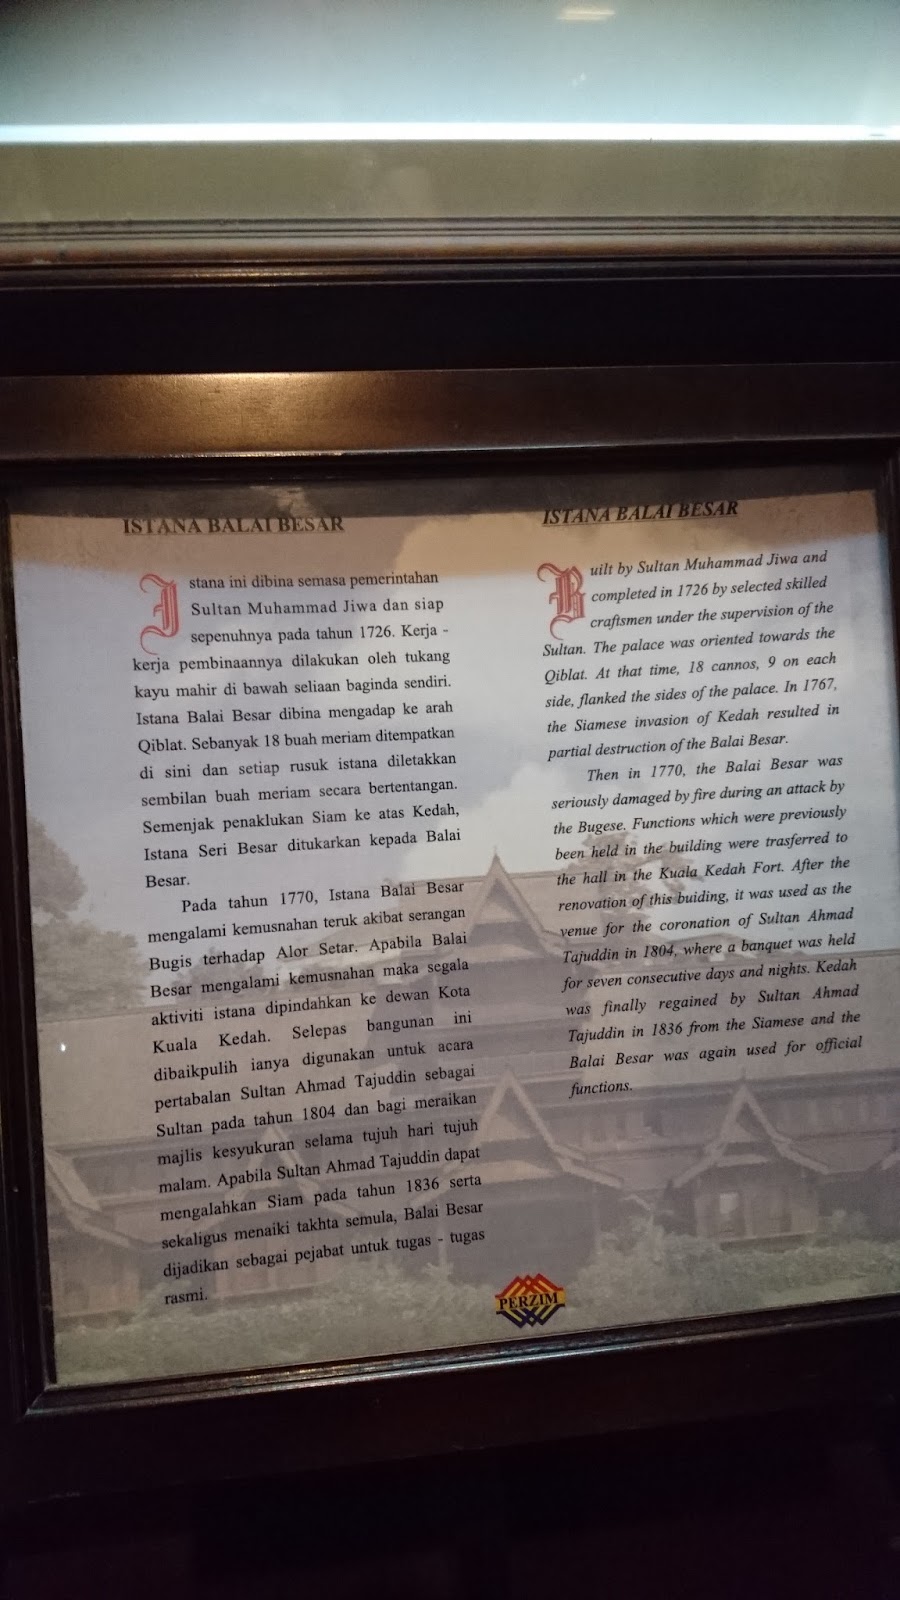 ISTANA BALAI BESAR
Istana ini dibina semasa pemerintahan
Sultan Muhammad Jiwa dan siap
sepenuhnya pada tahun 1726. Kerja -
kerja pembinaannya dilakukan oleh tukang
kayu mahir di bawah seliaan baginda sendiri.
Istana Balai Besar dibina mengadap ke arah
Qiblat. Sebanyak 18 buah meriam ditempatkan
di sini dan setiap rusuk istana diletakkan
sembilan buah meriam secara bertentangan.
Semenjak penaklukan Siam ke atas Kedah,
Istana Seri Besar ditukarkan kepada Balai
Besar.
Pada tahun 1770, Istana Balai Besar
mengalami kemusnahan teruk akibat serangan
Bugis terhadap Alor Setar. Apabila Balai
Besar mengalami kemusnahan maka segala
aktiviti istana dipindahkan ke dewan Kota
Kuala Kedah. Selepas bangunan ini
dibaikpulih ianya digunakan untuk acara
pertabalan Sultan Ahmad Tajuddin sebagai
Sultan pada tahun 1804 dan bagi meraikan
majlis kesyukuran selama tujuh hari tujuh
malam. Apabila Sultan Ahmad Tajuddin dapat
mengalahkan Siam pada tahun 1836 serta
sekaligus menaiki takhta semula, Balai Besar
dijadikan sebagai pejabat untuk tugas - tugas
rasmi.
ISTANA BALAI BESAR
Built by Sultan Muhammad Jiwa and
completed in 1726 by selected skilled
craftsmen under the supervision of the
Sultan. The palace was oriented towards the
Qiblat. At that time, 18 cannos, 9 on each
side, flanked the sides of the palace. In 1767,
the Siamese invasion of Kedah resulted in
partial destruction of the Balai Besar.
Then in 1770, the Balai Besar was
seriously damaged by fire during an attack by
the Bugese. Functions which were previously
been held in the building were trasferred to
the hall in the Kuala Kedah Fort. After the
renovation of this buiding, it was used as the
venue for the coronation of Sultan Ahmad
Tajuddin in 1804, where a banquet was held
for seven consecutive days and nights. Kedah
was finally regained by Sultan Ahmad
Tajuddin in 1836 from the Siamese and the
Balai Besar was again used for official
functions.
PERZIM